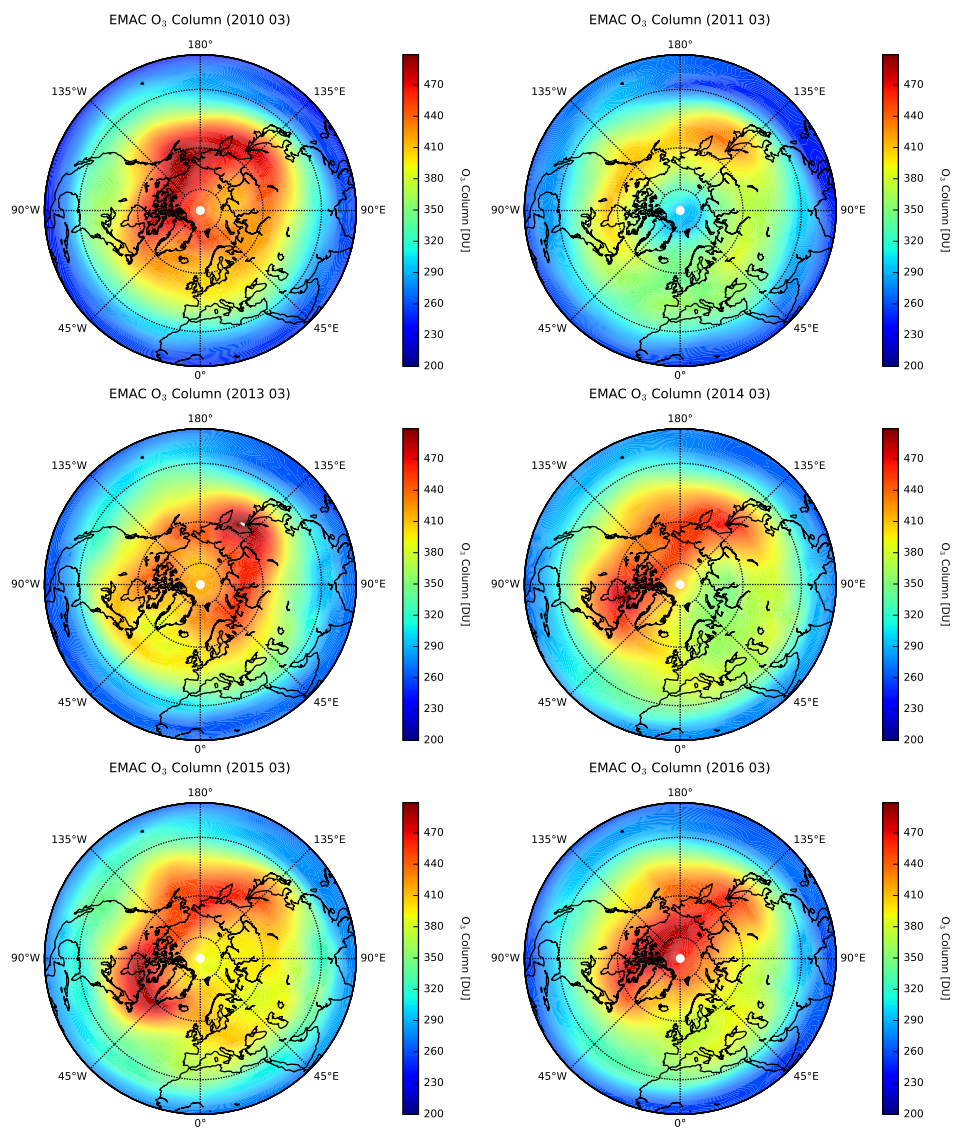 EMAC O₃ Column (2010 03)
180°
135°W
135°E
90°W
90°E
45°W
45°E
0°
470
440
410
380
350
320
290
260
230
200
O₃ Column [DU]
EMAC O₃ Column (2011 03)
180°
135°W
135°E
90°W
90°E
45°W
45°E
0°
470
440
410
380
350
320
290
260
230
200
O₃ Column [DU]
EMAC O₃ Column (2013 03)
180°
135°W
135°E
90°W
90°E
45°W
45°E
0°
470
440
410
380
350
320
290
260
230
200
O₃ Column [DU]
EMAC O₃ Column (2014 03)
180°
135°W
135°E
90°W
90°E
45°W
45°E
0°
470
440
410
380
350
320
290
260
230
200
O₃ Column [DU]
EMAC O₃ Column (2015 03)
180°
135°W
135°E
90°W
90°E
45°W
45°E
0°
470
440
410
380
350
320
290
260
230
200
O₃ Column [DU]
EMAC O₃ Column (2016 03)
180°
135°W
135°E
90°W
90°E
45°W
45°E
0°
470
440
410
380
350
320
290
260
230
200
O₃ Column [DU]